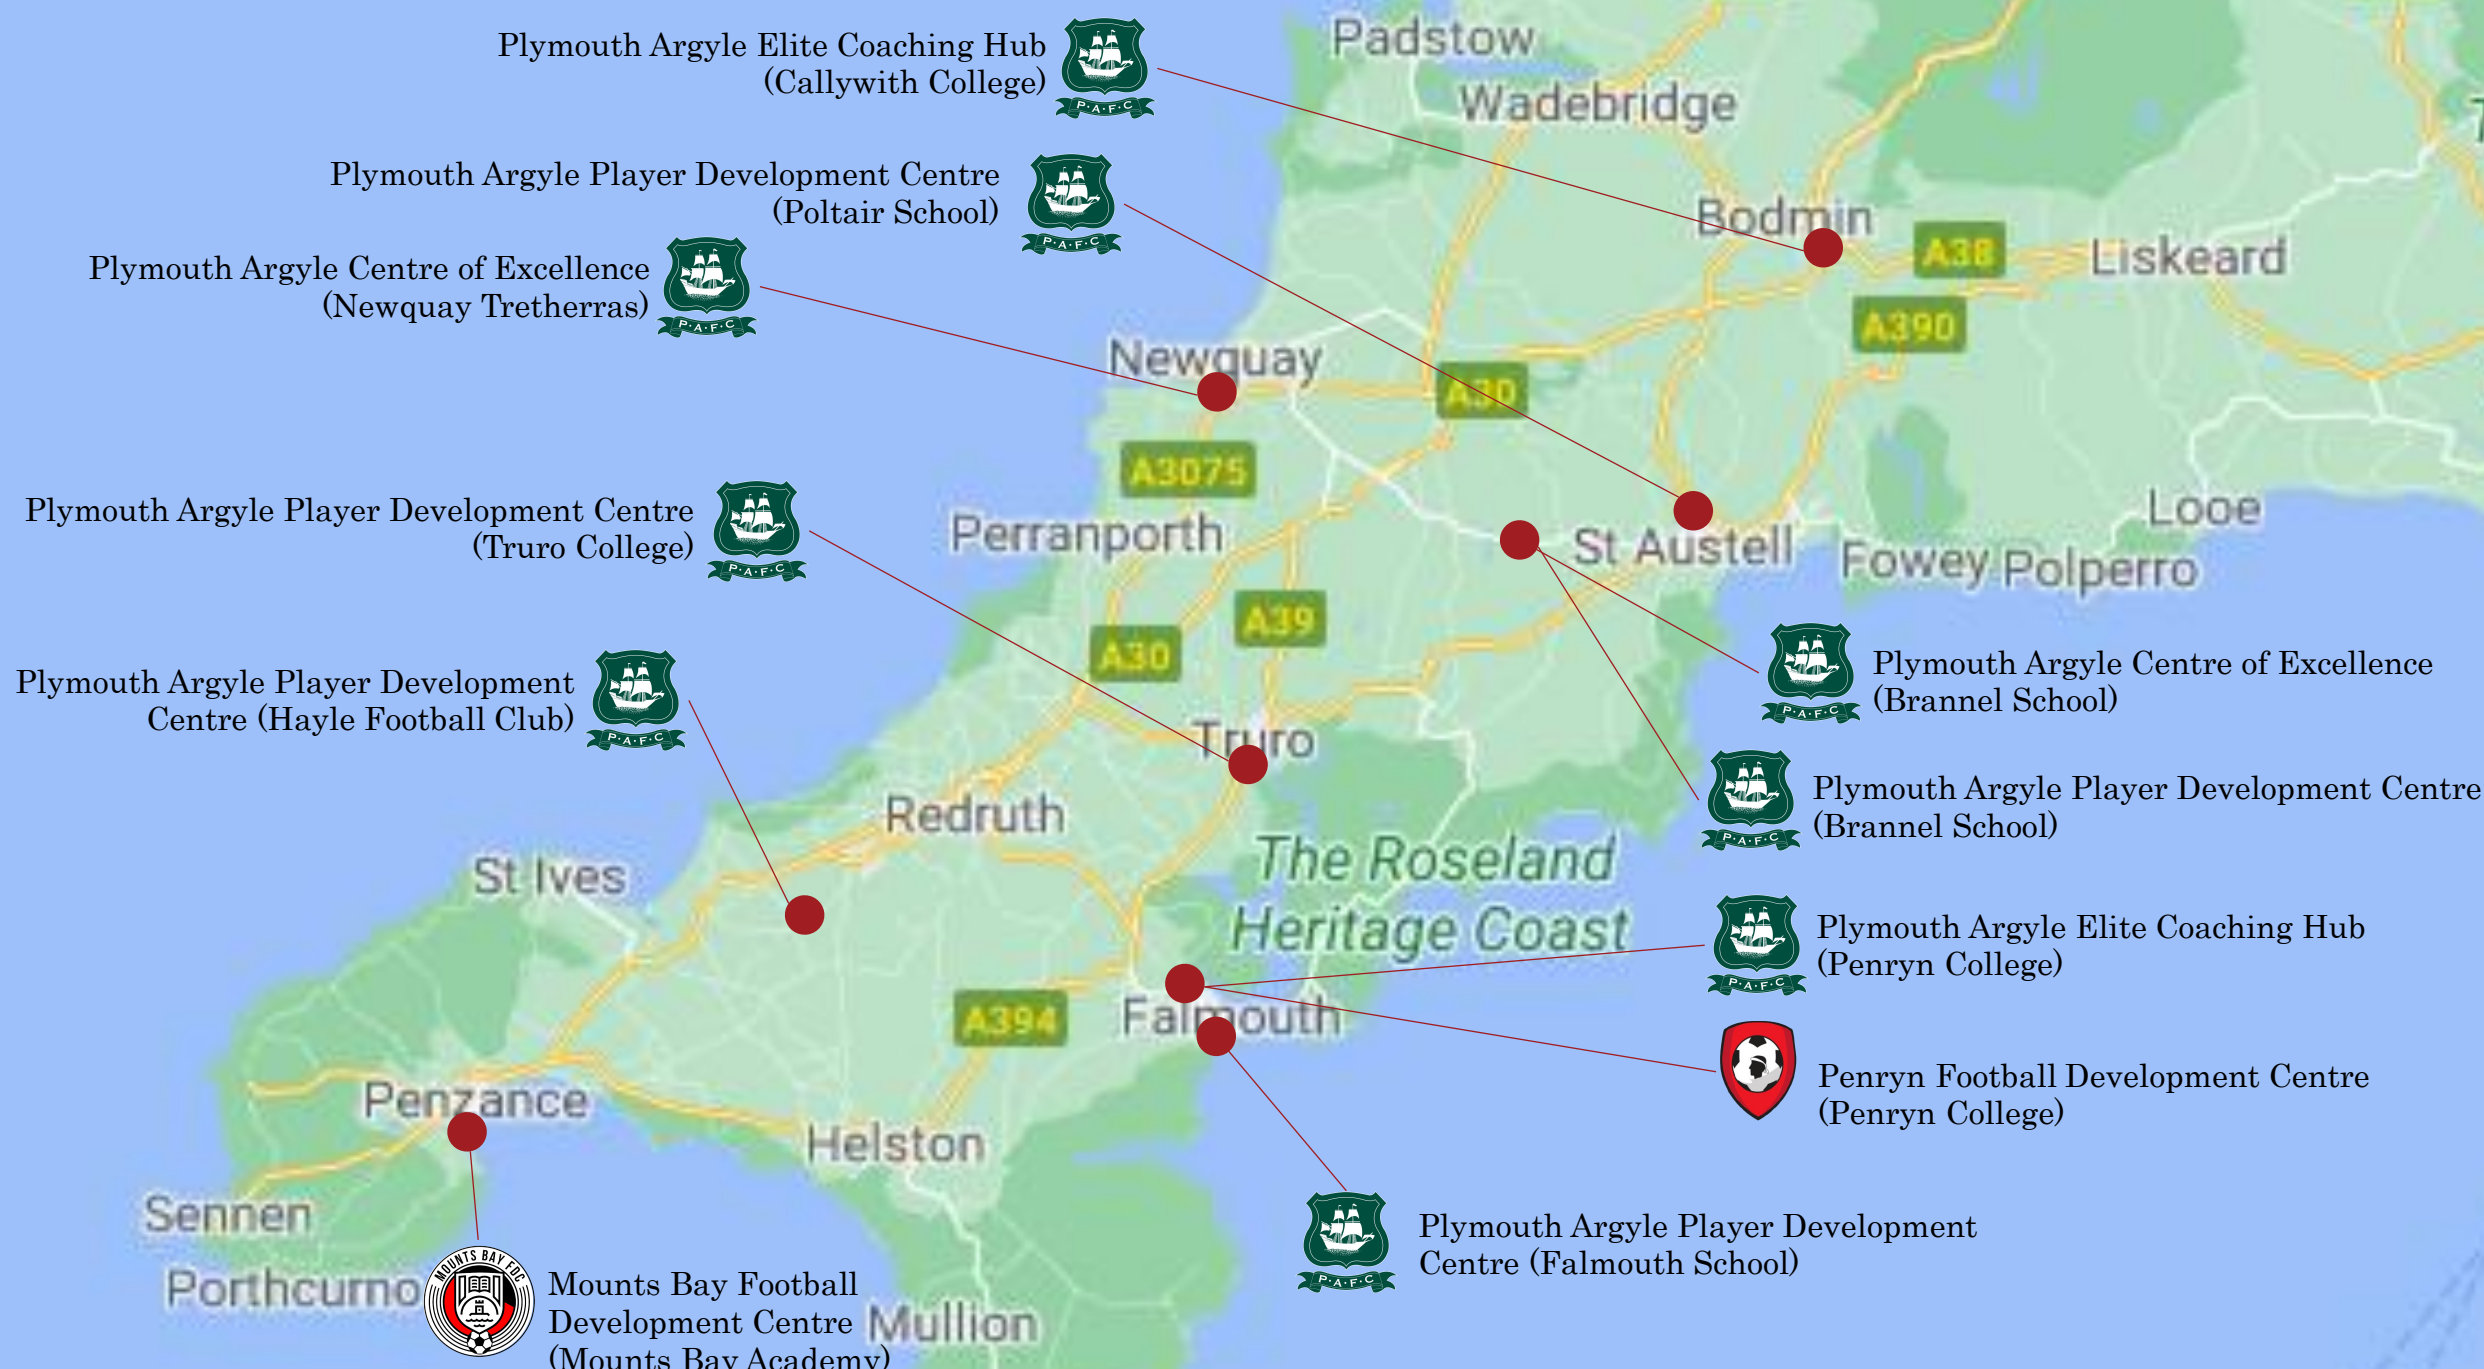 Plymouth Argyle Elite Coaching Hub
(Callywith College)
P·A·F·C
Padstow
Wadebridge
Plymouth Argyle Player Development Centre
(Poltair School)
P·A·F·C
Bodmin
A38
Liskeard
Plymouth Argyle Centre of Excellence
(Newquay Tretherras)
P·A·F·C
A390
Newquay
A30
A3075
Plymouth Argyle Player Development Centre
(Truro College)
P·A·F·C
Perranporth
St Austell
Fowey
Polperro
Looe
A39
A30
Plymouth Argyle Player Development
Centre (Hayle Football Club)
P·A·F·C
Plymouth Argyle Centre of Excellence
(Brannel School)
P·A·F·C
Truro
Plymouth Argyle Player Development Centre
(Brannel School)
P·A·F·C
Redruth
The Roseland
Heritage Coast
St Ives
Plymouth Argyle Elite Coaching Hub
(Penryn College)
P·A·F·C
A394
Falmouth
Penryn Football Development Centre
(Penryn College)
Penzance
Helston
Sennen
Plymouth Argyle Player Development
Centre (Falmouth School)
P·A·F·C
Porthcurno
MOUNTS BAY FDC
Mounts Bay Football
Development Centre
(Mounts Bay Academy)
Mullion